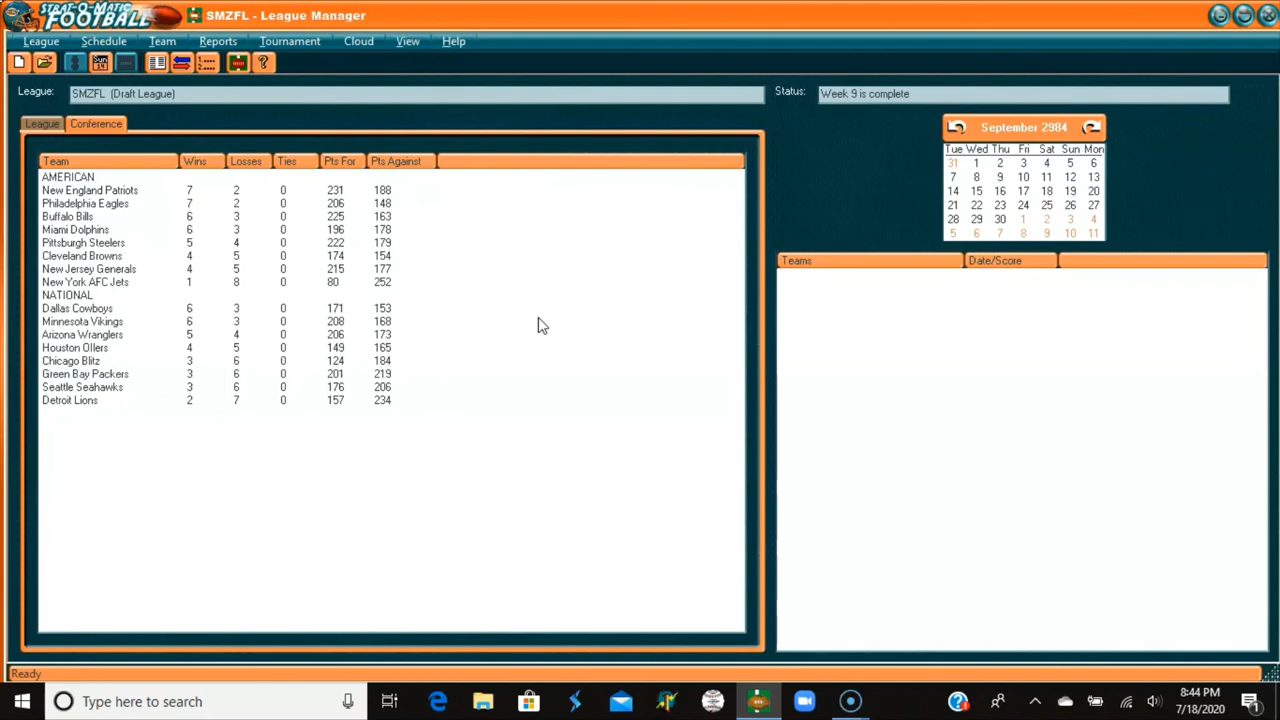 STRAT-O-MATIC
FOOTBALL
SMZFL - League Manager
League Schedule Team Reports Tournament Cloud View Help
League: SMZFL (Draft League) Status: Week 9 is complete
League Conference
Team Wins Losses Ties Pts For Pts Against
AMERICAN
New England Patriots 7 2 0 231 188
Philadelphia Eagles 7 2 0 206 148
Buffalo Bills 6 3 0 225 163
Miami Dolphins 6 3 0 196 178
Pittsburgh Steelers 5 4 0 222 179
Cleveland Browns 4 5 0 174 154
New Jersey Generals 4 5 0 215 177
New York AFC Jets 1 8 0 80 252
NATIONAL
Dallas Cowboys 6 3 0 171 153
Minnesota Vikings 6 3 0 208 168
Arizona Wranglers 5 4 0 206 173
Houston Oilers 4 5 0 149 165
Chicago Blitz 3 6 0 124 184
Green Bay Packers 3 6 0 201 219
Seattle Seahawks 3 6 0 176 206
Detroit Lions 2 7 0 157 234
September 2984
Tue Wed Thu Fri Sat Sun Mon
31 1 2 3 4 5 6
7 8 9 10 11 12 13
14 15 16 17 18 19 20
21 22 23 24 25 26 27
28 29 30 1 2 3 4
5 6 7 8 9 10 11
Teams Date/Score
Ready
Type here to search
8:44 PM
7/18/2020